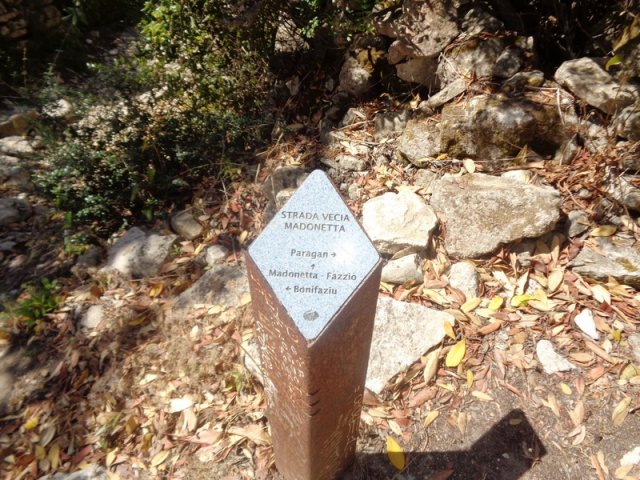 STRADA VECIA
MADONETTA
Paragan →
↑
Madonetta - Fazzio
← Bonifaziu